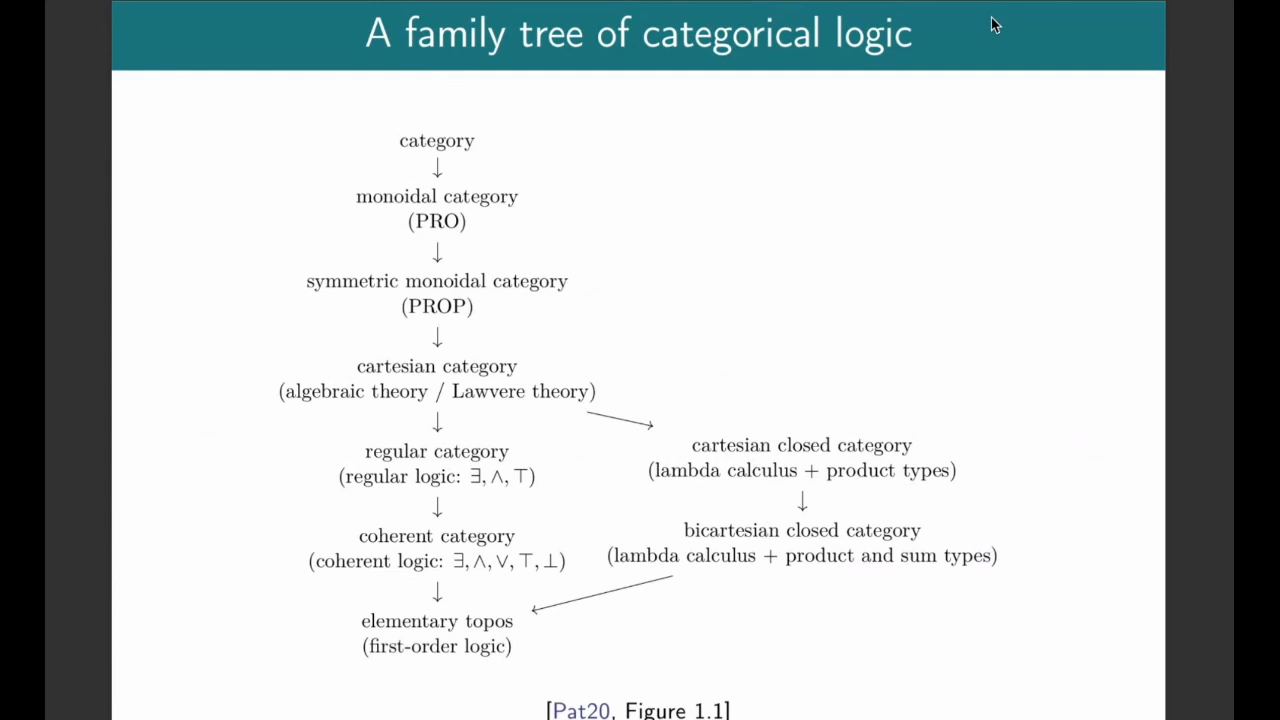 A family tree of categorical logic
category
↓
monoidal category
(PRO)
↓
symmetric monoidal category
(PROP)
↓
cartesian category
(algebraic theory / Lawvere theory)
↓
regular category
(regular logic: ∃, ∧, ⊤)
↓
coherent category
(coherent logic: ∃, ∧, ∨, ⊤, ⊥)
↓
cartesian closed category
(lambda calculus + product types)
↓
bicartesian closed category
(lambda calculus + product and sum types)
elementary topos
(first-order logic)
[Pat20, Figure 1.1]